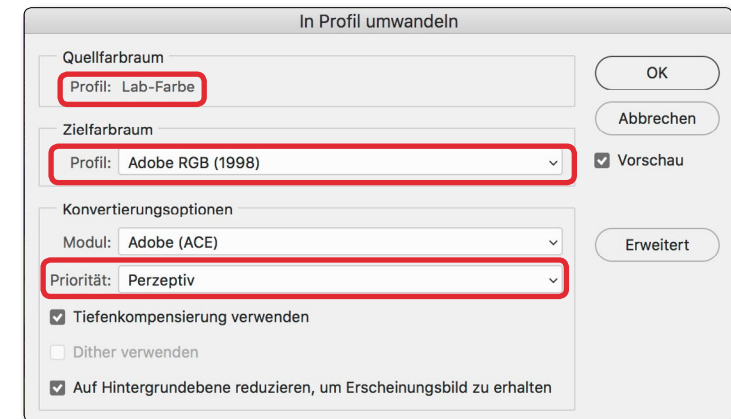 In Profil umwandeln
Quellfarbraum
Profil: Lab-Farbe
OK
Abbrechen
Zielfarbraum
Profil: Adobe RGB (1998)
Vorschau
Konvertierungsoptionen
Modul: Adobe (ACE)
Erweitert
Priorität: Perzeptiv
Tiefenkompensierung verwenden
Dither verwenden
Auf Hintergrundebene reduzieren, um Erscheinungsbild zu erhalten